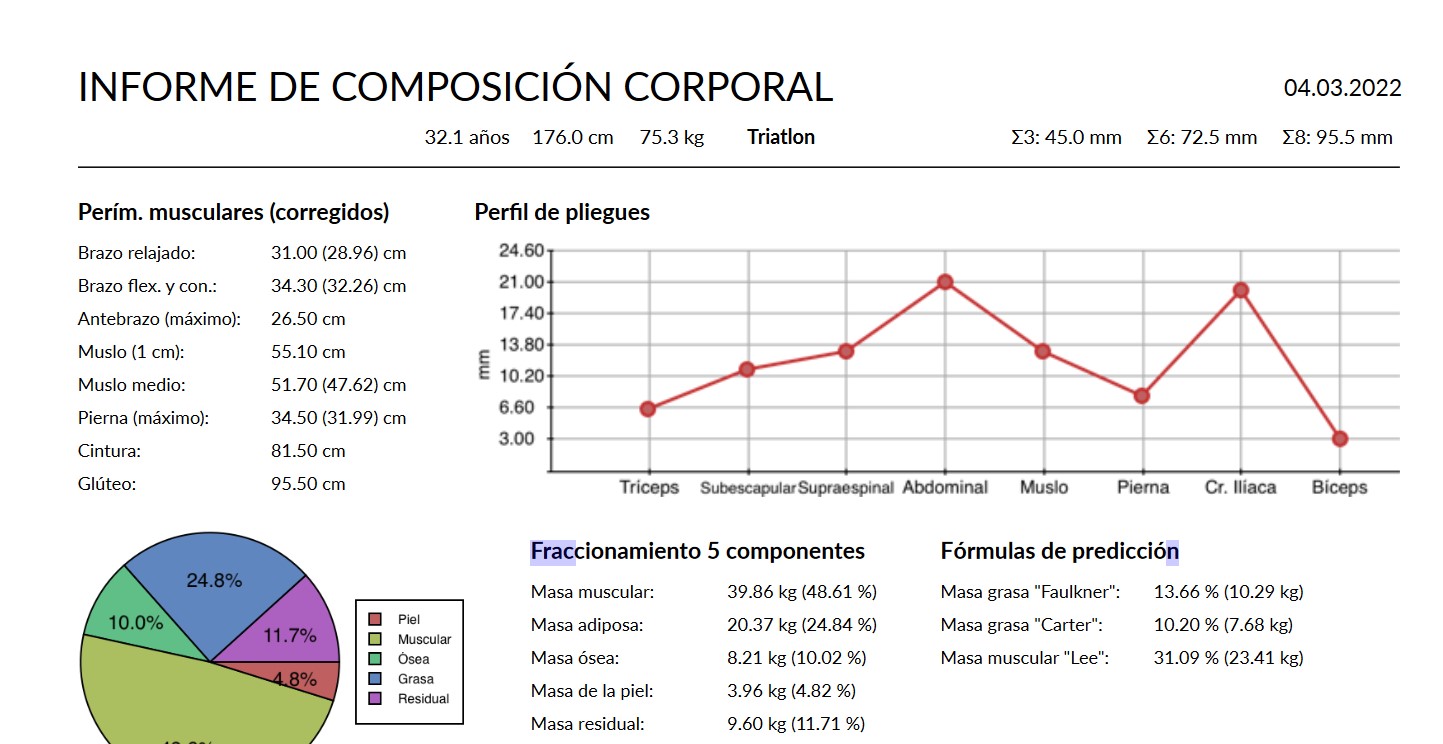 INFORME DE COMPOSICIÓN CORPORAL
04.03.2022
32.1 años 176.0 cm 75.3 kg Triatlon Σ3: 45.0 mm Σ6: 72.5 mm Σ8: 95.5 mm
Perím. musculares (corregidos)
Brazo relajado: 31.00 (28.96) cm
Brazo flex. y con.: 34.30 (32.26) cm
Antebrazo (máximo): 26.50 cm
Muslo (1 cm): 55.10 cm
Muslo medio: 51.70 (47.62) cm
Pierna (máximo): 34.50 (31.99) cm
Cintura: 81.50 cm
Glúteo: 95.50 cm
Perfil de pliegues
24.60
21.00
17.40
13.80
10.20
6.60
3.00
mm
Tríceps Subescapular Supraespinal Abdominal Muslo Pierna Cr. Ilíaca Bíceps
24.8%
10.0%
11.7%
4.8%
Piel
Muscular
Ósea
Grasa
Residual
Fraccionamiento 5 componentes
Masa muscular: 39.86 kg (48.61 %)
Masa adiposa: 20.37 kg (24.84 %)
Masa ósea: 8.21 kg (10.02 %)
Masa de la piel: 3.96 kg (4.82 %)
Masa residual: 9.60 kg (11.71 %)
Fórmulas de predicción
Masa grasa "Faulkner": 13.66 % (10.29 kg)
Masa grasa "Carter": 10.20 % (7.68 kg)
Masa muscular "Lee": 31.09 % (23.41 kg)